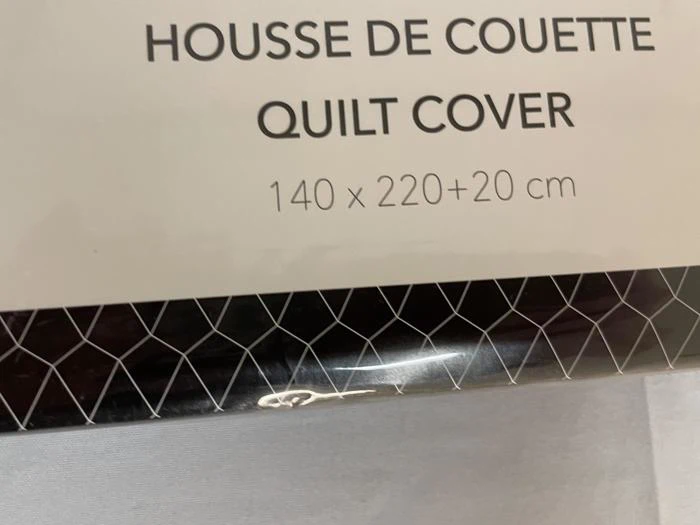 HOUSSE DE COUETTE
QUILT COVER
140 x 220+20 cm